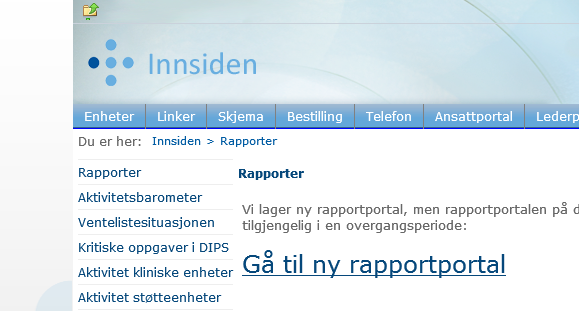 Innsiden
Enheter Linker Skjema Bestilling Telefon Ansattportal Lederp
Du er her: Innsiden > Rapporter
Rapporter
Aktivitetsbarometer
Ventelistesituasjonen
Kritiske oppgaver i DIPS
Aktivitet kliniske enheter
Aktivitet støtteenheter
Rapporter
Vi lager ny rapportportal, men rapportportalen på d
tilgjengelig i en overgangsperiode:
Gå til ny rapportportal